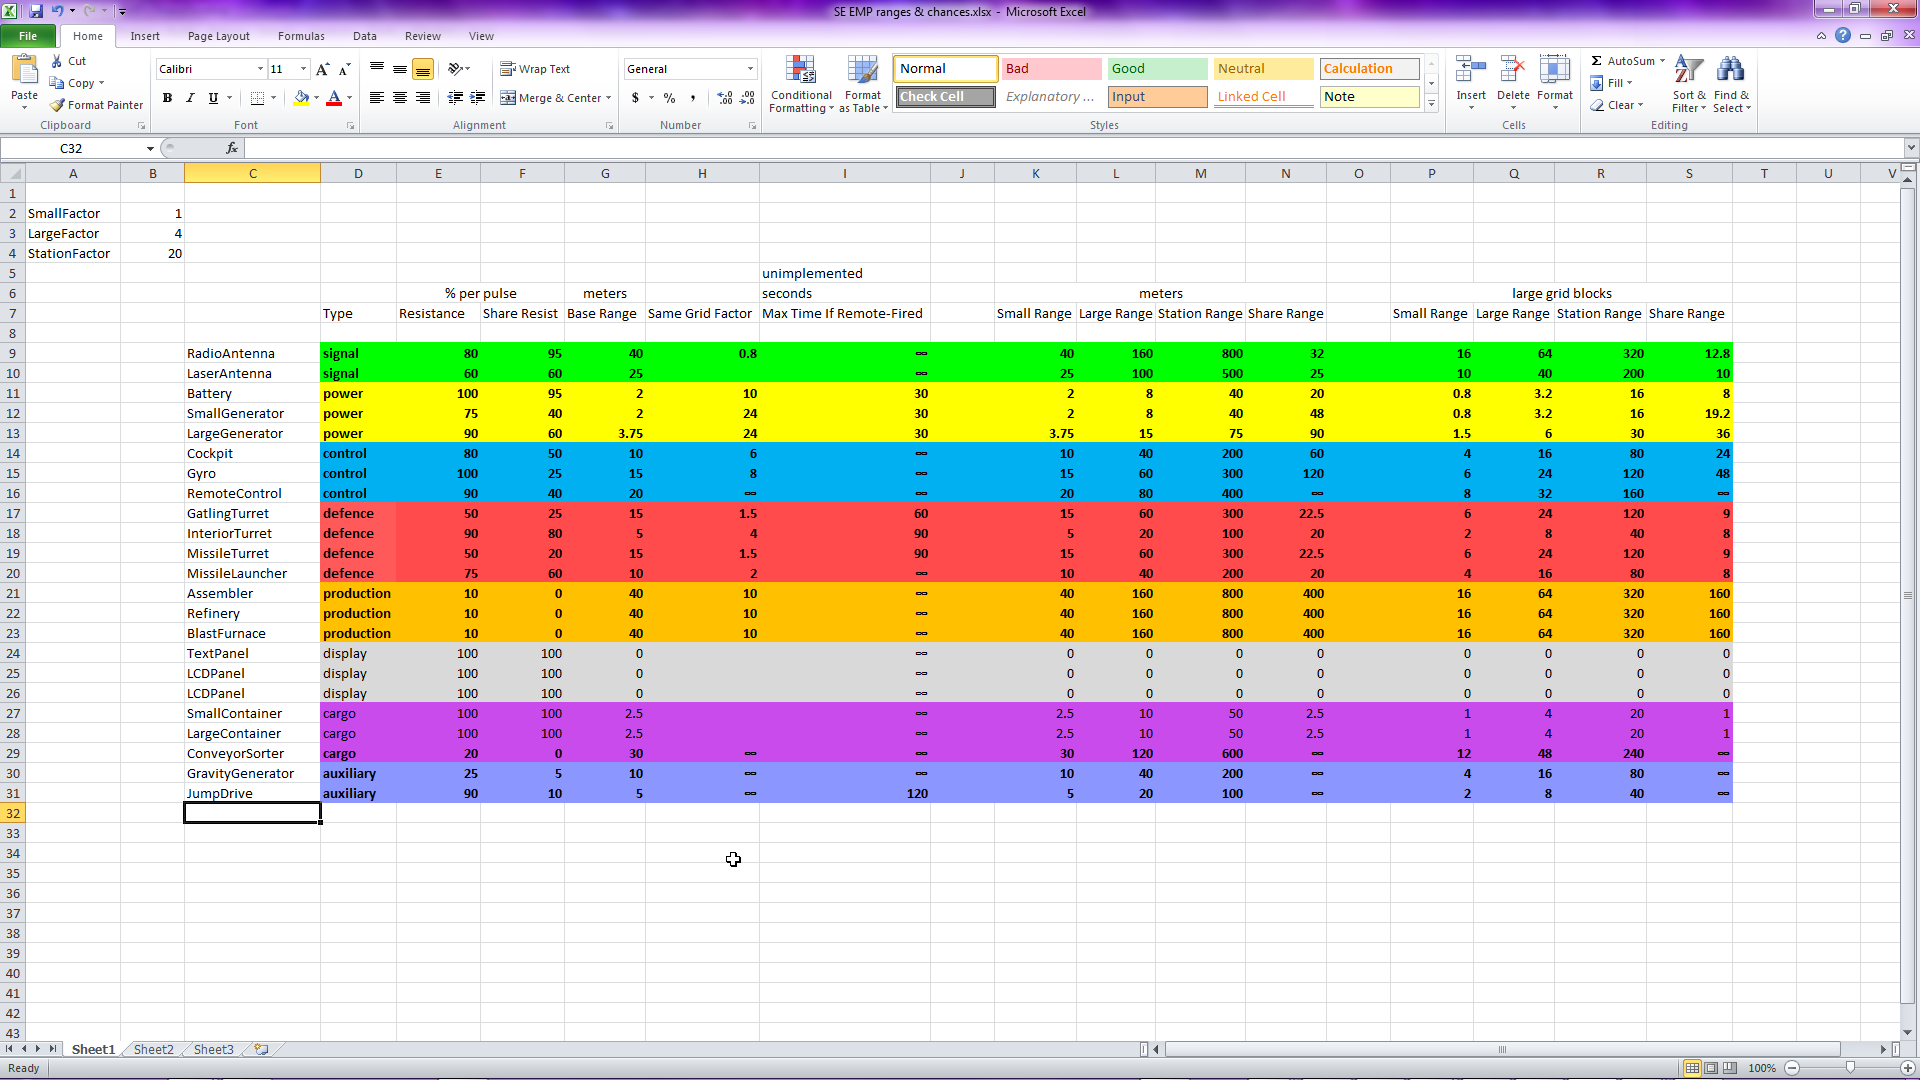 SE EMP ranges & chances.xlsx - Microsoft Excel
File Home Insert Page Layout Formulas Data Review View
Paste Cut Copy Format Painter Clipboard
Calibri 11 A A B I U A Font
Wrap Text Merge & Center Alignment
General $ % , Number
Conditional Formatting Format as Table Normal Bad Good Neutral Calculation
Check Cell Explanatory ... Input Linked Cell Note Styles
Insert Delete Format Cells
Σ AutoSum Fill Clear Sort & Filter Find & Select Editing
C32 fx
A B C D E F G H I J K L M N O P Q R S T U V
1
2 SmallFactor 1
3 LargeFactor 4
4 StationFactor 20
5 unimplemented
6 % per pulse meters seconds meters large grid blocks
7 Type Resistance Share Resist Base Range Same Grid Factor Max Time If Remote-Fired Small Range Large Range Station Range Share Range Small Range Large Range Station Range Share Range
8
9 RadioAntenna signal 80 95 40 0.8 ∞ 40 160 800 32 16 64 320 12.8
10 LaserAntenna signal 60 60 25 ∞ 25 100 500 25 10 40 200 10
11 Battery power 100 95 2 10 30 2 8 40 20 0.8 3.2 16 8
12 SmallGenerator power 75 40 2 24 30 2 8 40 48 0.8 3.2 16 19.2
13 LargeGenerator power 90 60 3.75 24 30 3.75 15 75 90 1.5 6 30 36
14 Cockpit control 80 50 10 6 ∞ 10 40 200 60 4 16 80 24
15 Gyro control 100 25 15 8 ∞ 15 60 300 120 6 24 120 48
16 RemoteControl control 90 40 20 ∞ ∞ 20 80 400 ∞ 8 32 160 ∞
17 GatlingTurret defence 50 25 15 1.5 60 15 60 300 22.5 6 24 120 9
18 InteriorTurret defence 90 80 5 4 90 5 20 100 20 2 8 40 8
19 MissileTurret defence 50 20 15 1.5 90 15 60 300 22.5 6 24 120 9
20 MissileLauncher defence 75 60 10 2 ∞ 10 40 200 20 4 16 80 8
21 Assembler production 10 0 40 10 ∞ 40 160 800 400 16 64 320 160
22 Refinery production 10 0 40 10 ∞ 40 160 800 400 16 64 320 160
23 BlastFurnace production 10 0 40 10 ∞ 40 160 800 400 16 64 320 160
24 TextPanel display 100 100 0 ∞ 0 0 0 0 0 0 0 0
25 LCDPanel display 100 100 0 ∞ 0 0 0 0 0 0 0 0
26 LCDPanel display 100 100 0 ∞ 0 0 0 0 0 0 0 0
27 SmallContainer cargo 100 100 2.5 ∞ 2.5 10 50 2.5 1 4 20 1
28 LargeContainer cargo 100 100 2.5 ∞ 2.5 10 50 2.5 1 4 20 1
29 ConveyorSorter cargo 20 0 30 ∞ ∞ 30 120 600 ∞ 12 48 240 ∞
30 GravityGenerator auxiliary 25 5 10 ∞ ∞ 10 40 200 ∞ 4 16 80 ∞
31 JumpDrive auxiliary 90 10 5 ∞ 120 5 20 100 ∞ 2 8 40 ∞
32
33
34
35
36
37
38
39
40
41
42
43
Sheet1 Sheet2 Sheet3
Ready 100%